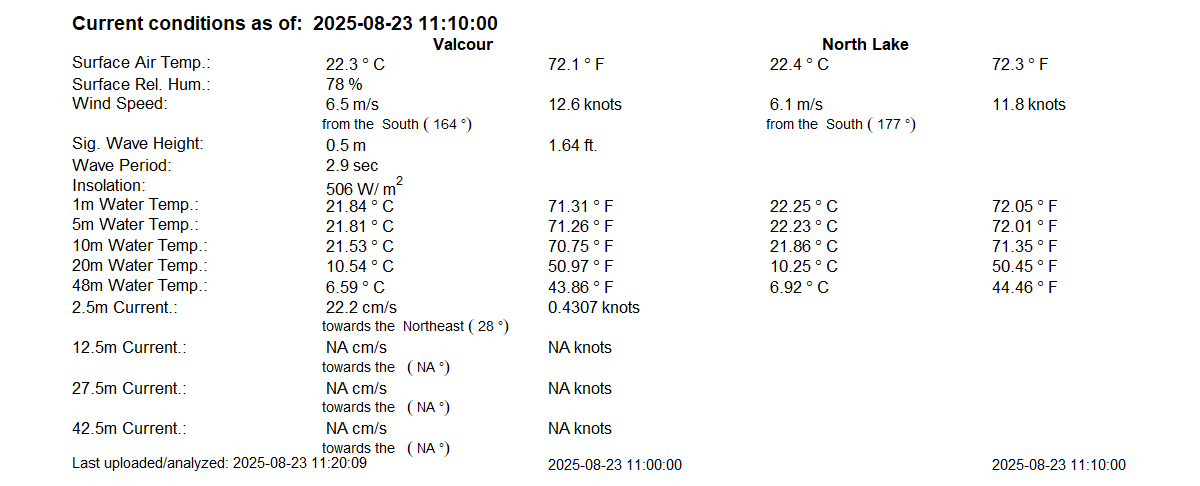 Current conditions as of:  2025-08-23 11:10:00
Valcour North Lake
Surface Air Temp.: 22.3 ° C 72.1 ° F 22.4 ° C 72.3 ° F
Surface Rel. Hum.: 78 %
Wind Speed: 6.5 m/s 12.6 knots 6.1 m/s 11.8 knots
from the  South ( 164 °) from the  South ( 177 °)
Sig. Wave Height: 0.5 m 1.64 ft.
Wave Period: 2.9 sec
Insolation: 506 W/ m²
1m Water Temp.: 21.84 ° C 71.31 ° F 22.25 ° C 72.05 ° F
5m Water Temp.: 21.81 ° C 71.26 ° F 22.23 ° C 72.01 ° F
10m Water Temp.: 21.53 ° C 70.75 ° F 21.86 ° C 71.35 ° F
20m Water Temp.: 10.54 ° C 50.97 ° F 10.25 ° C 50.45 ° F
48m Water Temp.: 6.59 ° C 43.86 ° F 6.92 ° C 44.46 ° F
2.5m Current.: 22.2 cm/s 0.4307 knots
towards the  Northeast ( 28 °)
12.5m Current.: NA cm/s NA knots
towards the   ( NA °)
27.5m Current.: NA cm/s NA knots
towards the   ( NA °)
42.5m Current.: NA cm/s NA knots
towards the   ( NA °)
Last uploaded/analyzed: 2025-08-23 11:20:09 2025-08-23 11:00:00 2025-08-23 11:10:00